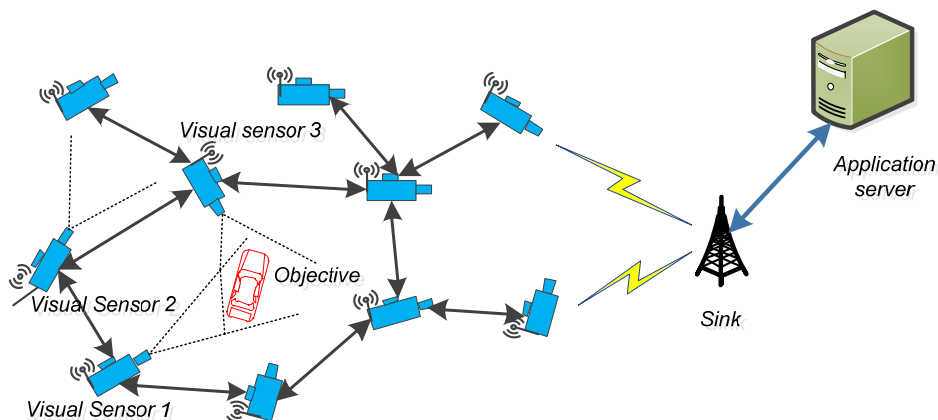 Visual sensor 3
Application
server
Objective
Visual Sensor 2
Sink
Visual Sensor 1